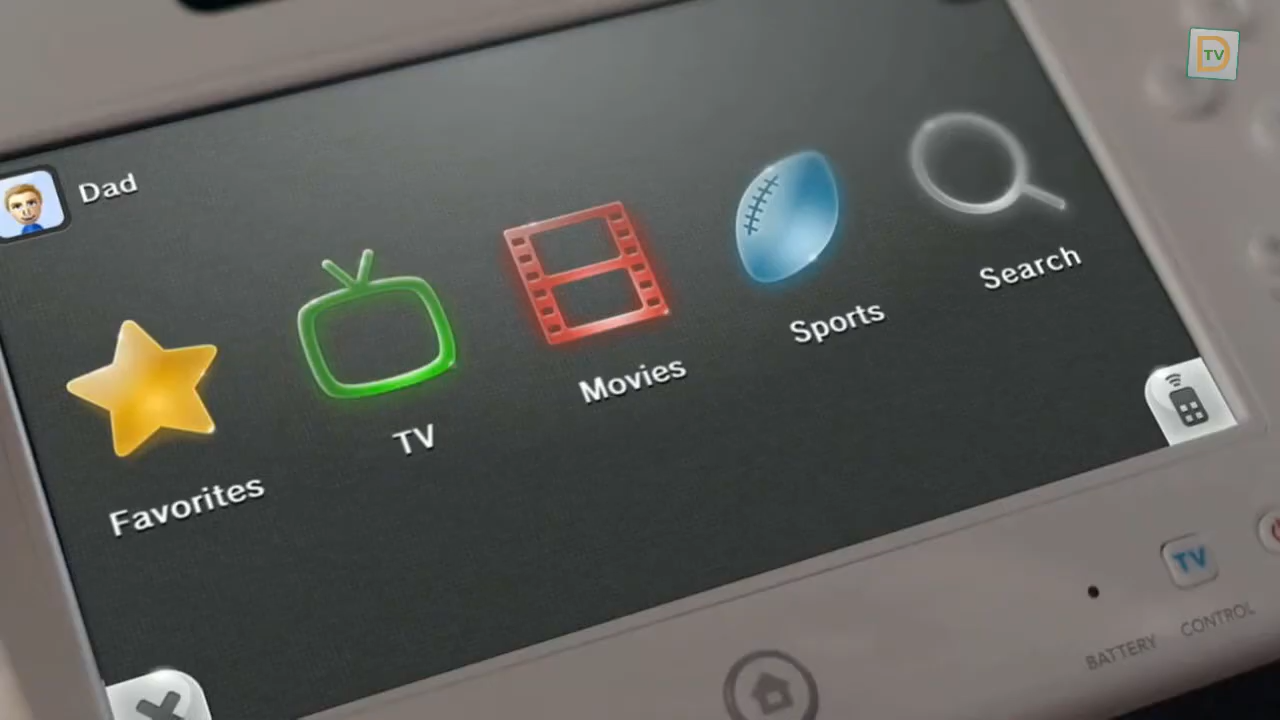 D
TV
Dad
Favorites
TV
Movies
Sports
Search
TV
BATTERY
CONTROL